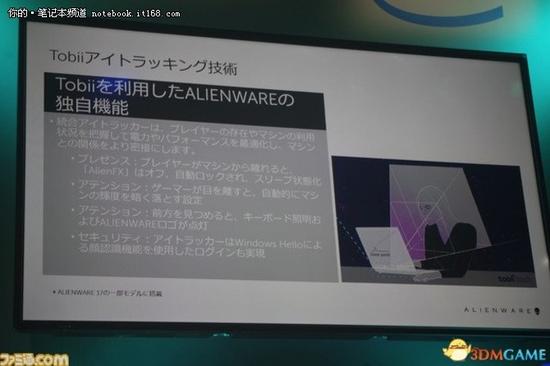 你的·笔记本频道 notebook.it168.com
Tobiiアイトラッキング技術
Tobiiを利用したALIENWAREの
独自機能
• 統合アイトラッカーは、プレイヤーの存在やマシンの利用
状況を把握して電力やパフォーマンスを最適化し、マシン
との関係をより密接にします。
• プレゼンス：プレイヤーがマシンから離れると、
「AlienFX」はオフ、自動ロックされ、スリープ状態化
• アテンション：ゲーマーが目を離すと、自動的にマシ
ンの輝度を暗く落とす設定
• アテンション：前方を見つめると、キーボード照明お
よびALIENWAREロゴが点灯
• セキュリティ：アイトラッカーはWindows Helloによ
る顔認識機能を使用したログインも実現
tobii
* ALIENWARE 17の一部モデルに搭載
ALIENWARE
ファミ通.com
3DMGAME